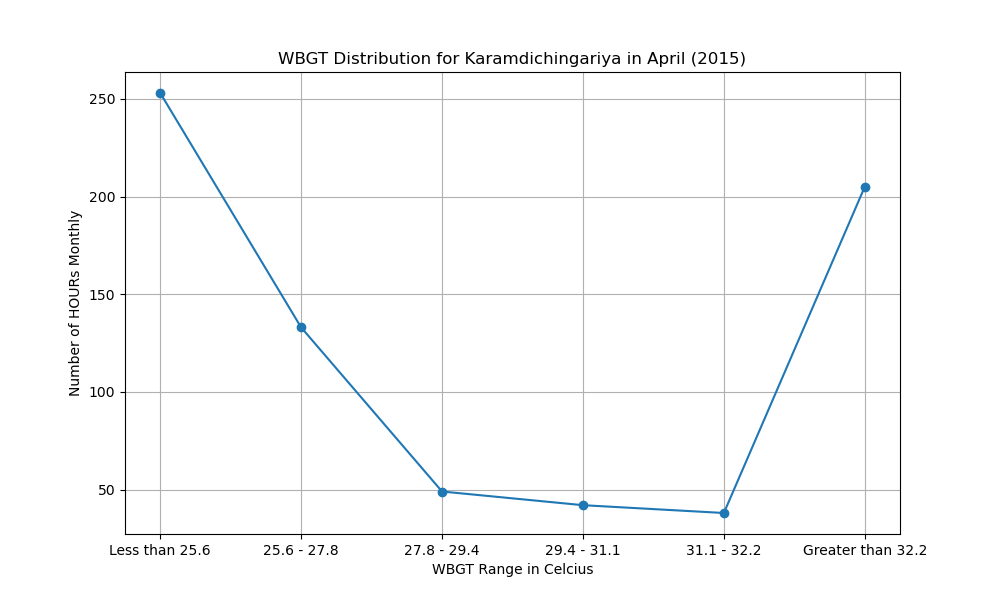 WBGT Distribution for Karamdichingariya in April (2015)
250
200
150
100
50
Number of HOURs Monthly
Less than 25.6
25.6 - 27.8
27.8 - 29.4
29.4 - 31.1
31.1 - 32.2
Greater than 32.2
WBGT Range in Celcius